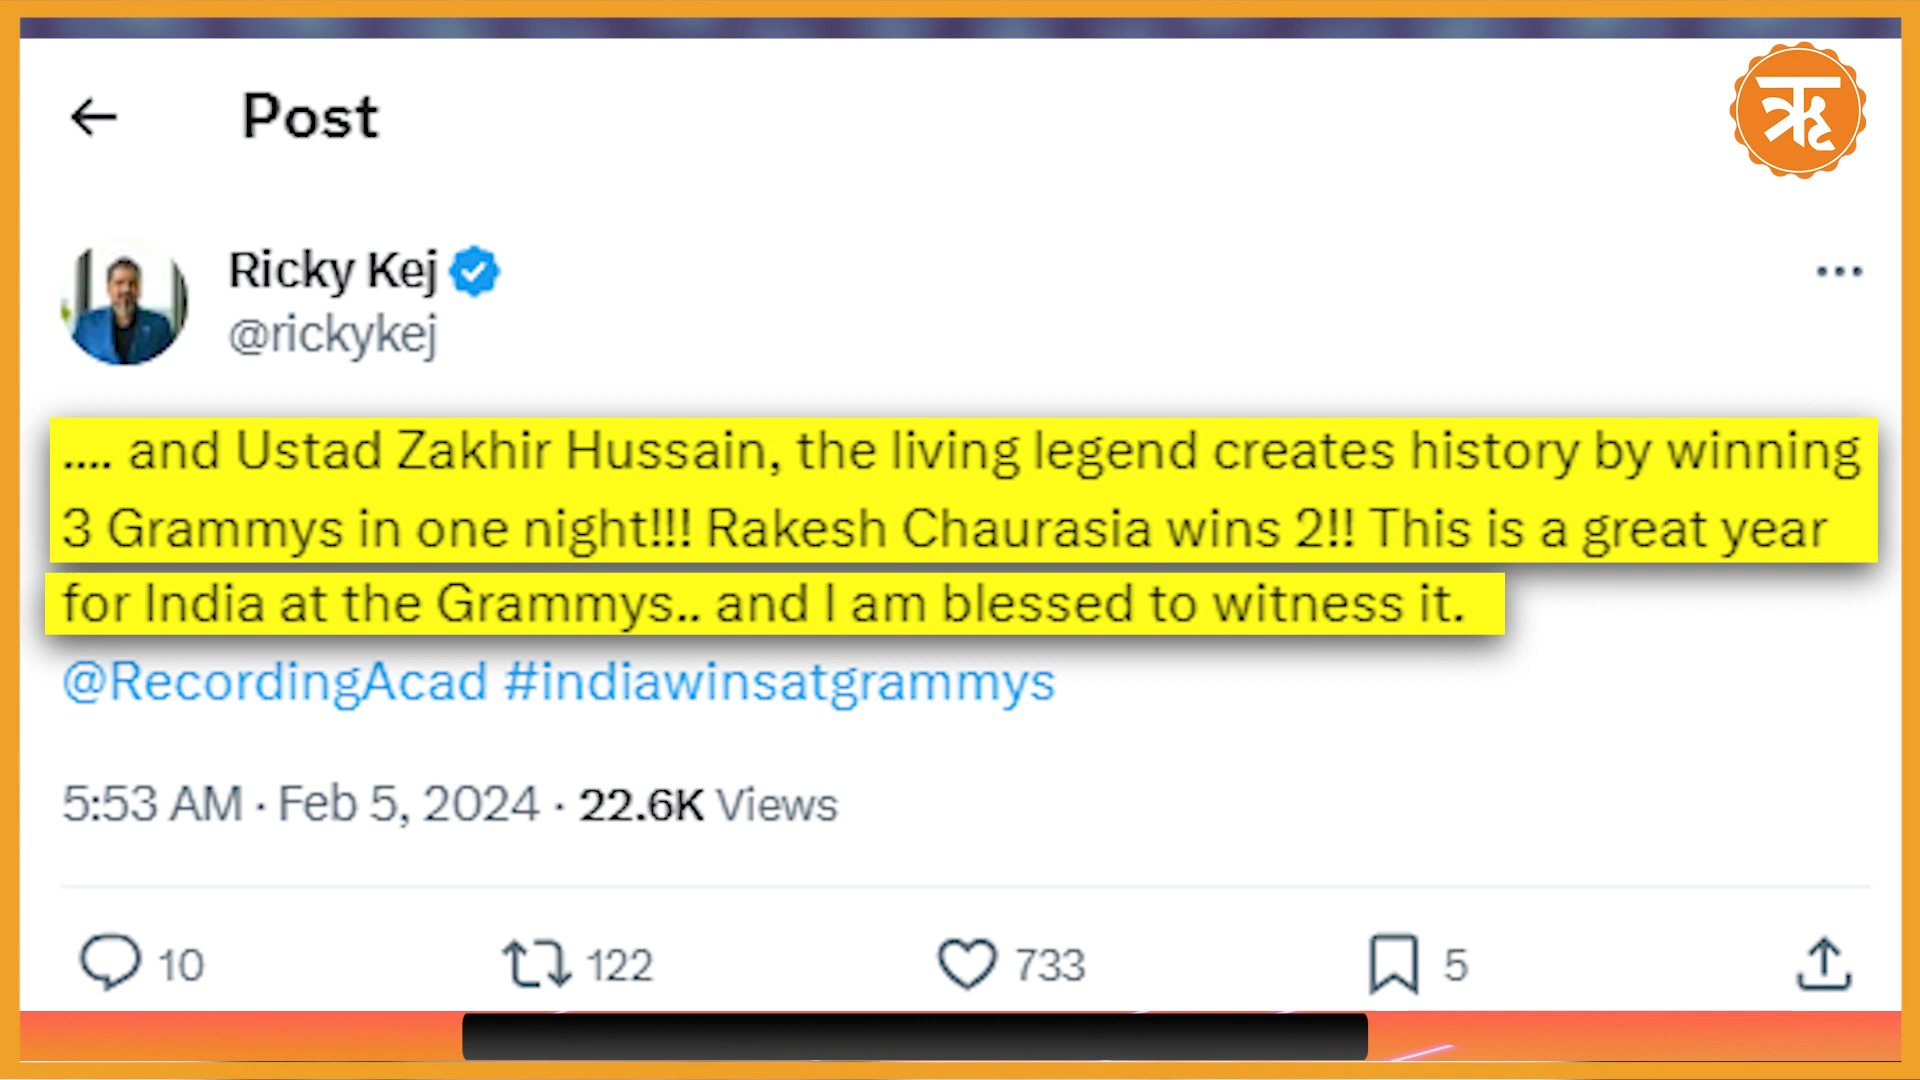 ऋ
Post
Ricky Kej
@rickykej
.... and Ustad Zakhir Hussain, the living legend creates history by winning
3 Grammys in one night!!! Rakesh Chaurasia wins 2!! This is a great year
for India at the Grammys.. and I am blessed to witness it.
@RecordingAcad #indiawinsatgrammys
5:53 AM · Feb 5, 2024 · 22.6K Views
10 122 733 5